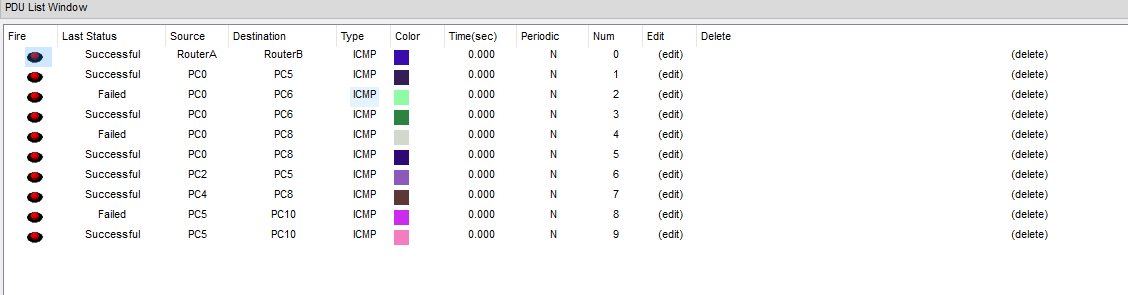 PDU List Window
Fire Last Status Source Destination Type Color Time(sec) Periodic Num Edit Delete
Successful RouterA RouterB ICMP 0.000 N 0 (edit) (delete)
Successful PC0 PC5 ICMP 0.000 N 1 (edit) (delete)
Failed PC0 PC6 ICMP 0.000 N 2 (edit) (delete)
Successful PC0 PC6 ICMP 0.000 N 3 (edit) (delete)
Failed PC0 PC8 ICMP 0.000 N 4 (edit) (delete)
Successful PC0 PC8 ICMP 0.000 N 5 (edit) (delete)
Successful PC2 PC5 ICMP 0.000 N 6 (edit) (delete)
Successful PC4 PC8 ICMP 0.000 N 7 (edit) (delete)
Failed PC5 PC10 ICMP 0.000 N 8 (edit) (delete)
Successful PC5 PC10 ICMP 0.000 N 9 (edit) (delete)